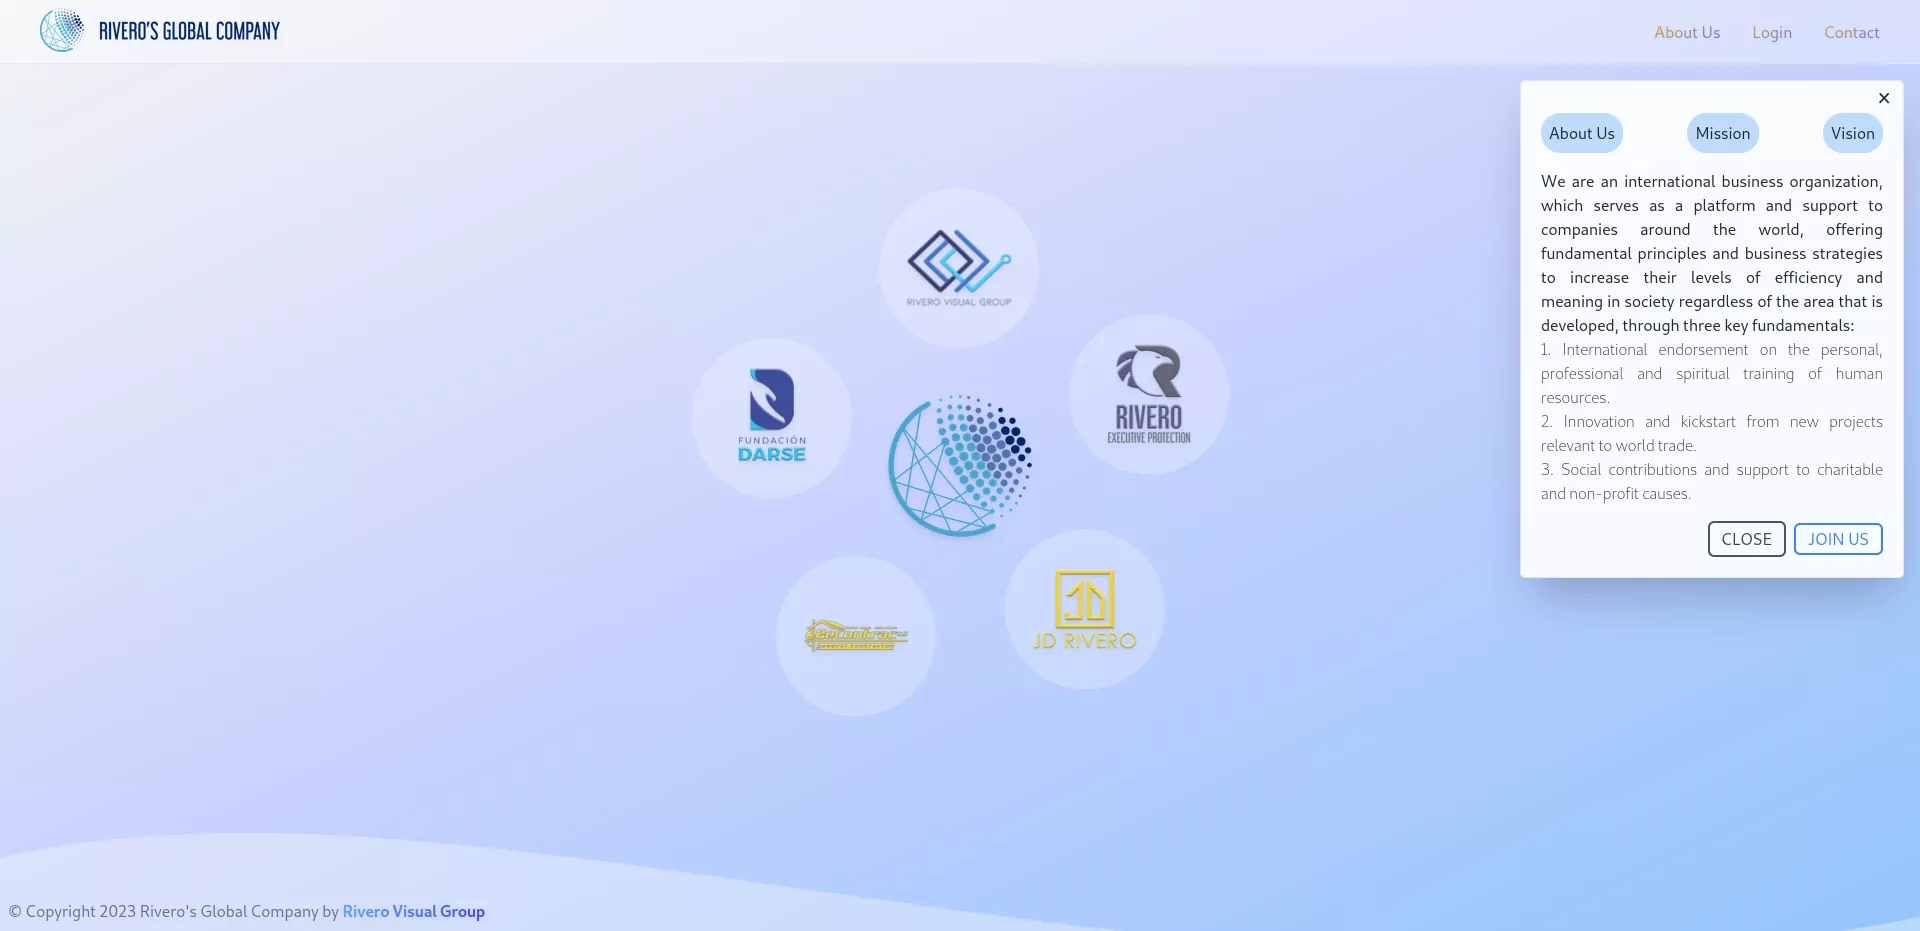 RIVERO'S GLOBAL COMPANY
About Us
Login
Contact
About Us
Mission
Vision
We are an international business organization,
which serves as a platform and support to
companies around the world, offering
fundamental principles and business strategies
to increase their levels of efficiency and
meaning in society regardless of the area that is
developed, through three key fundamentals:
1. International endorsement on the personal,
professional and spiritual training of human
resources.
2. Innovation and kickstart from new projects
relevant to world trade.
3. Social contributions and support to charitable
and non-profit causes.
CLOSE
JOIN US
RIVERO VISUAL GROUP
RIVERO
EXECUTIVE PROTECTION
FUNDACIÓN
DARSE
JD
JD RIVERO
GeContrac
general contractor
© Copyright 2023 Rivero's Global Company by Rivero Visual Group